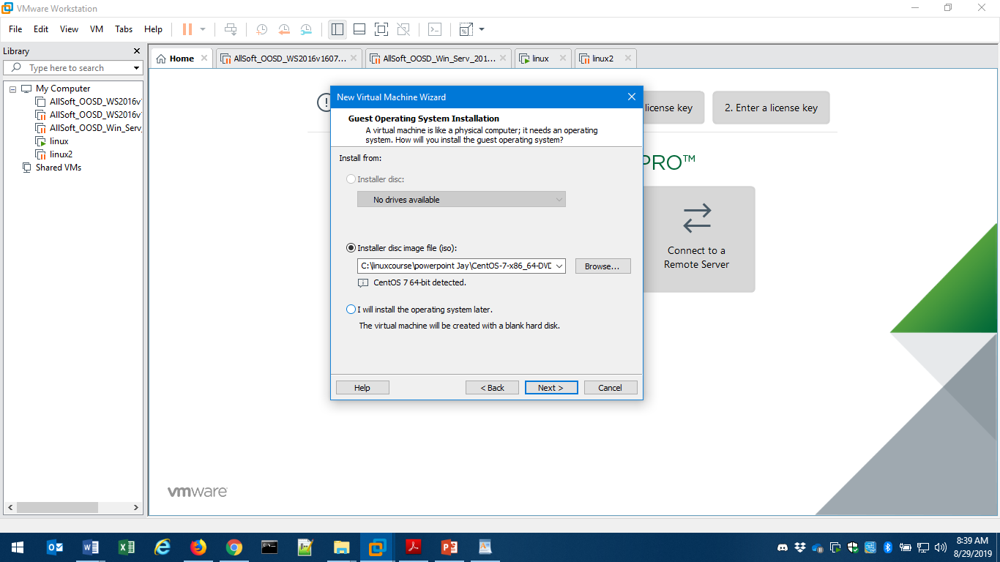 VMware Workstation
File Edit View VM Tabs Help
Library
Type here to search
My Computer
AllSoft_OOSD_WS2016v
AllSoft_OOSD_WS2016v
AllSoft_OOSD_Win_Serv_
linux
linux2
Shared VMs
Home
AllSoft_OOSD_WS2016v1607...
AllSoft_OOSD_Win_Serv_201...
linux
linux2
license key
2. Enter a license key
PRO™
Connect to a
Remote Server
New Virtual Machine Wizard
Guest Operating System Installation
A virtual machine is like a physical computer; it needs an operating
system. How will you install the guest operating system?
Install from:
Installer disc:
No drives available
Installer disc image file (iso):
C:\linuxcourse\powerpoint Jay\CentOS-7-x86_64-DVD
Browse...
CentOS 7 64-bit detected.
I will install the operating system later.
The virtual machine will be created with a blank hard disk.
Help
< Back
Next >
Cancel
vmware
8:39 AM
8/29/2019